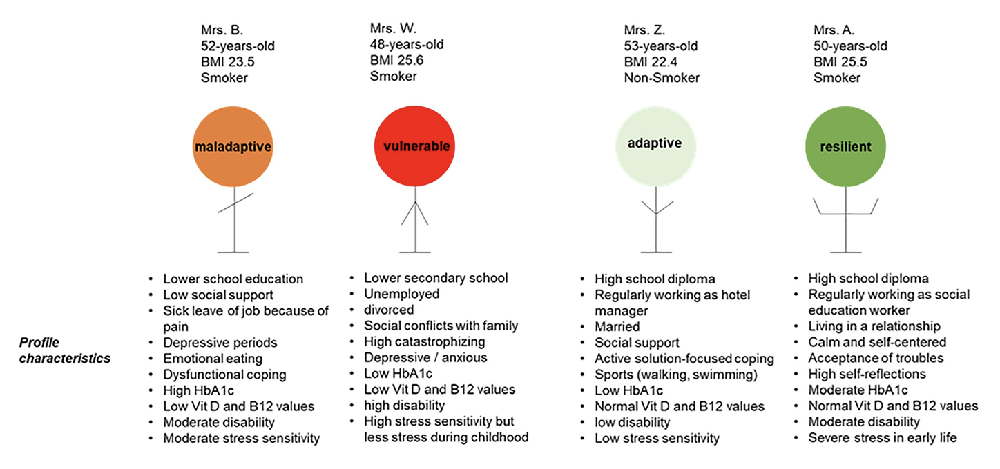 Mrs. B.
52-years-old
BMI 23.5
Smoker
Mrs. W.
48-years-old
BMI 25.6
Smoker
Mrs. Z.
53-years-old
BMI 22.4
Non-Smoker
Mrs. A.
50-years-old
BMI 25.5
Smoker
maladaptive
vulnerable
adaptive
resilient
Profile
characteristics
• Lower school education
• Low social support
• Sick leave of job because of
pain
• Depressive periods
• Emotional eating
• Dysfunctional coping
• High HbA1c
• Low Vit D and B12 values
• Moderate disability
• Moderate stress sensitivity
• Lower secondary school
• Unemployed
• divorced
• Social conflicts with family
• High catastrophizing
• Depressive / anxious
• Low HbA1c
• Low Vit D and B12 values
• high disability
• High stress sensitivity but
less stress during childhood
• High school diploma
• Regularly working as hotel
manager
• Married
• Social support
• Active solution-focused coping
• Sports (walking, swimming)
• Low HbA1c
• Normal Vit D and B12 values
• low disability
• Low stress sensitivity
• High school diploma
• Regularly working as social
education worker
• Living in a relationship
• Calm and self-centered
• Acceptance of troubles
• High self-reflections
• Moderate HbA1c
• Normal Vit D and B12 values
• Moderate disability
• Severe stress in early life